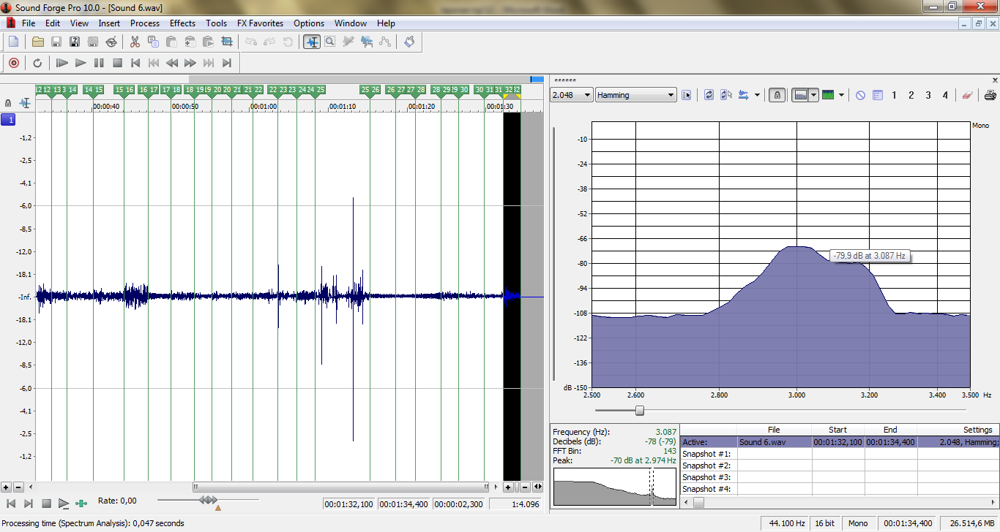 Sound Forge Pro 10.0 - [Sound 6.wav]
File Edit View Insert Process Effects Tools FX Favorites Options Window Help
12 12 13 3 14 14 15 15 16 16 17 17 18 18 19 19 20 20 21 21 22 22 23 23 24 24 25 25 26 26 27 27 28 28 29 29 30 30 31 31 32 32
00:00:40 00:00:50 00:01:00 00:01:10 00:01:20 00:01:30
1
-1,2
-2,5
-4,1
-6,0
-8,5
-12,0
-18,1
-Inf.
-18,1
-12,0
-8,5
-6,0
-4,1
-2,5
-1,2
Rate: 0,00
00:01:32,100 00:01:34,400 00:00:02,300 1:4.096
2.048 Hamming 1 2 3 4
Mono
-10
-24
-38
-52
-66
-79,9 dB at 3.087 Hz
-80
-94
-108
-122
-136
dB -150
2.500 2.600 2.800 3.000 3.200 3.400 3.500 Hz
Frequency (Hz): 3.087
Decibels (dB): -78 (-79)
FFT Bin: 143
Peak: -70 dB at 2.974 Hz
File Start End Settings
Active: Sound 6.wav 00:01:32,100 00:01:34,400 2.048, Hamming;
Snapshot #1:
Snapshot #2:
Snapshot #3:
Snapshot #4:
Processing time (Spectrum Analysis): 0,047 seconds
44.100 Hz 16 bit Mono 00:01:34,400 26.514,6 MB